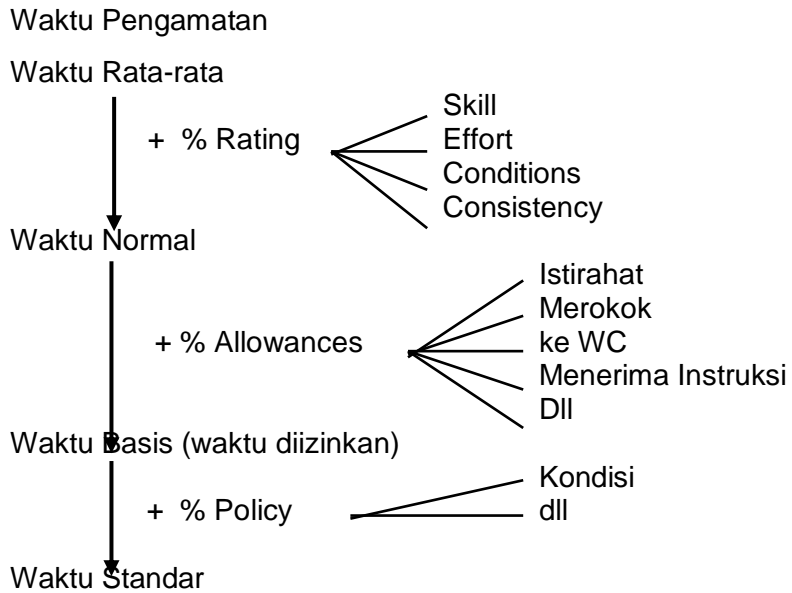 Waktu Pengamatan
Waktu Rata-rata
+ % Rating
Skill
Effort
Conditions
Consistency
Waktu Normal
+ % Allowances
Istirahat
Merokok
ke WC
Menerima Instruksi
Dll
Waktu Basis (waktu diizinkan)
+ % Policy
Kondisi
dll
Waktu Standar